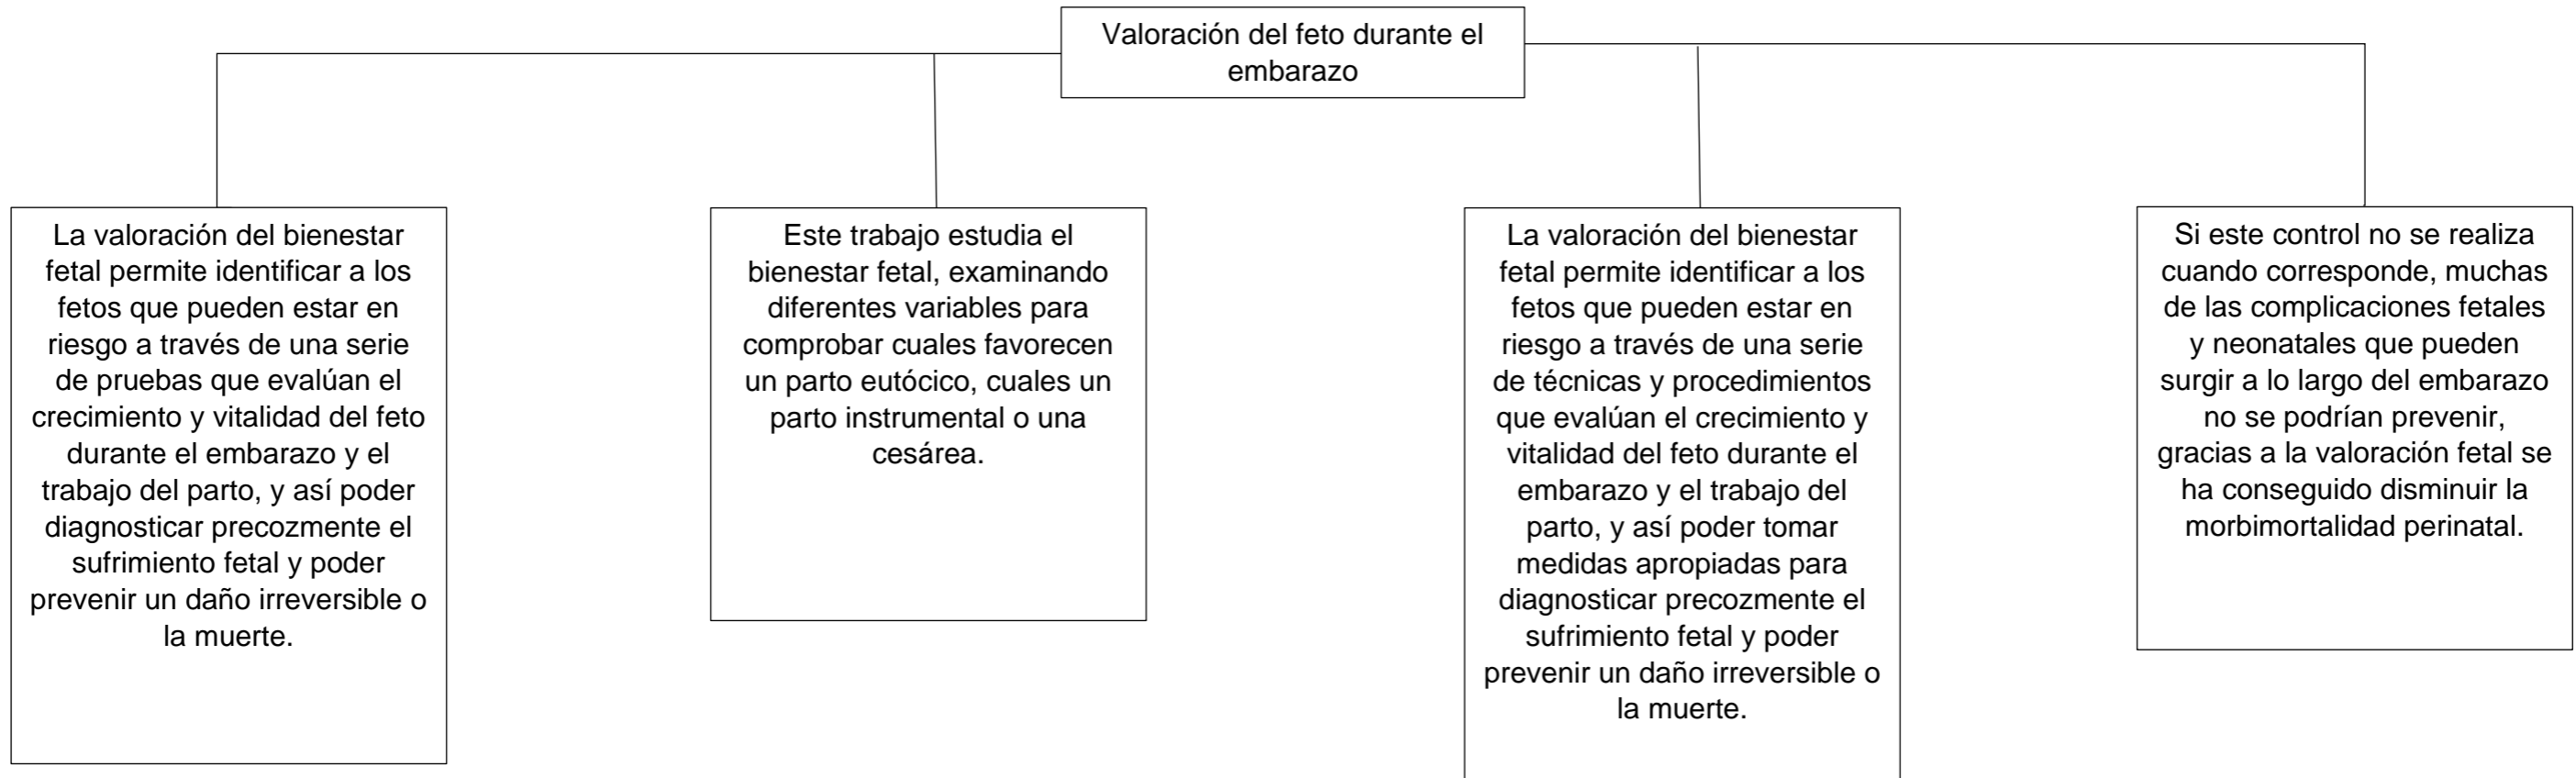 Valoración del feto durante el
embarazo
La valoración del bienestar
fetal permite identificar a los
fetos que pueden estar en
riesgo a través de una serie
de pruebas que evalúan el
crecimiento y vitalidad del feto
durante el embarazo y el
trabajo del parto, y así poder
diagnosticar precozmente el
sufrimiento fetal y poder
prevenir un daño irreversible o
la muerte.
Este trabajo estudia el
bienestar fetal, examinando
diferentes variables para
comprobar cuales favorecen
un parto eutócico, cuales un
parto instrumental o una
cesárea.
La valoración del bienestar
fetal permite identificar a los
fetos que pueden estar en
riesgo a través de una serie
de técnicas y procedimientos
que evalúan el crecimiento y
vitalidad del feto durante el
embarazo y el trabajo del
parto, y así poder tomar
medidas apropiadas para
diagnosticar precozmente el
sufrimiento fetal y poder
prevenir un daño irreversible o
la muerte.
Si este control no se realiza
cuando corresponde, muchas
de las complicaciones fetales
y neonatales que pueden
surgir a lo largo del embarazo
no se podrían prevenir,
gracias a la valoración fetal se
ha conseguido disminuir la
morbimortalidad perinatal.